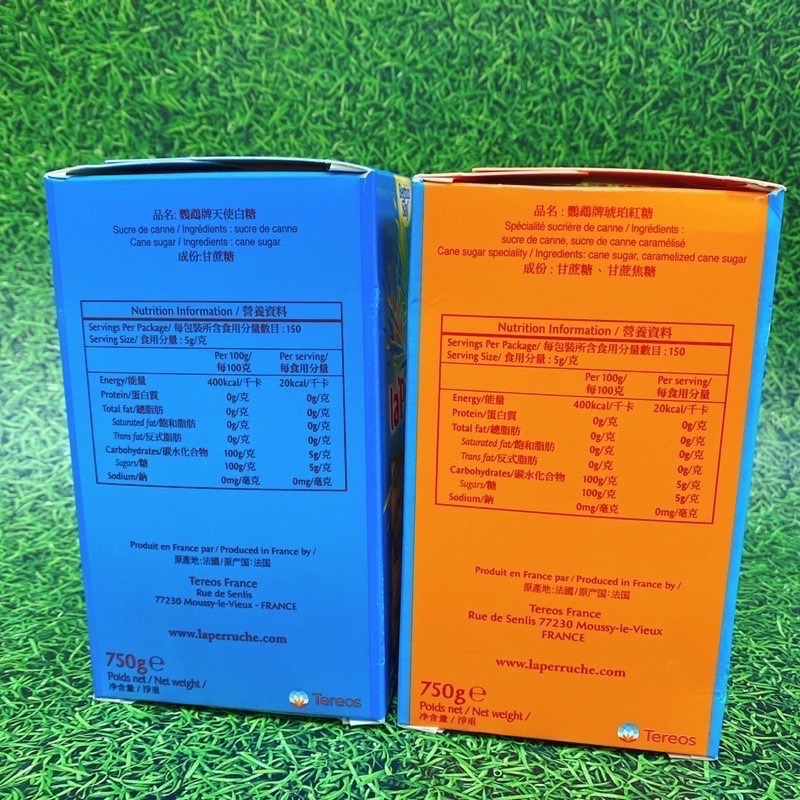 品名: 鸚鵡牌天使白糖
Sucre de canne / Ingrédients : sucre de canne
Cane sugar / Ingredients : cane sugar
成份:甘蔗糖
Nutrition Information / 營養資料
Servings Per Package/ 每包裝所含食用分量數目 : 150
Serving Size/ 食用分量 : 5g/克
Per 100g/ Per serving/
每100克 每食用分量
Energy/能量 400kcal/千卡 20kcal/千卡
Protein/蛋白質 0g/克 0g/克
Total fat/總脂肪 0g/克 0g/克
Saturated fat/飽和脂肪 0g/克 0g/克
Trans fat/反式脂肪 0g/克 0g/克
Carbohydrates/碳水化合物 100g/克 5g/克
Sugars/糖 100g/克 5g/克
Sodium/鈉 0mg/毫克 0mg/毫克
Produit en France par / Produced in France by /
原產地:法國/原产国:法国
Tereos France
Rue de Senlis
77230 Moussy-le-Vieux - FRANCE
www.laperruche.com
750g e
Poids net / Net weight /
净含量 / 淨重
Tereos
品名 : 鸚鵡牌琥珀紅糖
Spécialité sucrière de canne / Ingrédients :
sucre de canne, sucre de canne caramélisé
Cane sugar speciality / Ingredients: cane sugar, caramelized cane sugar
成份 : 甘蔗糖、甘蔗焦糖
Nutrition Information / 營養資料
Servings Per Package/ 每包裝所含食用分量數目 : 150
Serving Size/ 食用分量 : 5g/克
Per 100g/ Per serving/
每100克 每食用分量
Energy/能量 400kcal/千卡 20kcal/千卡
Protein/蛋白質 0g/克 0g/克
Total fat/總脂肪 0g/克 0g/克
Saturated fat/飽和脂肪 0g/克 0g/克
Trans fat/反式脂肪 0g/克 0g/克
Carbohydrates/碳水化合物 100g/克 5g/克
Sugars/糖 100g/克 5g/克
Sodium/鈉 0mg/毫克 0mg/毫克
Produit en France par / Produced in France by /
原產地:法國/原产国:法国
Tereos France
Rue de Senlis 77230 Moussy-le-Vieux
FRANCE
www.laperruche.com
750g e
Poids net / Net weight /
净含量 / 淨重
Tereos